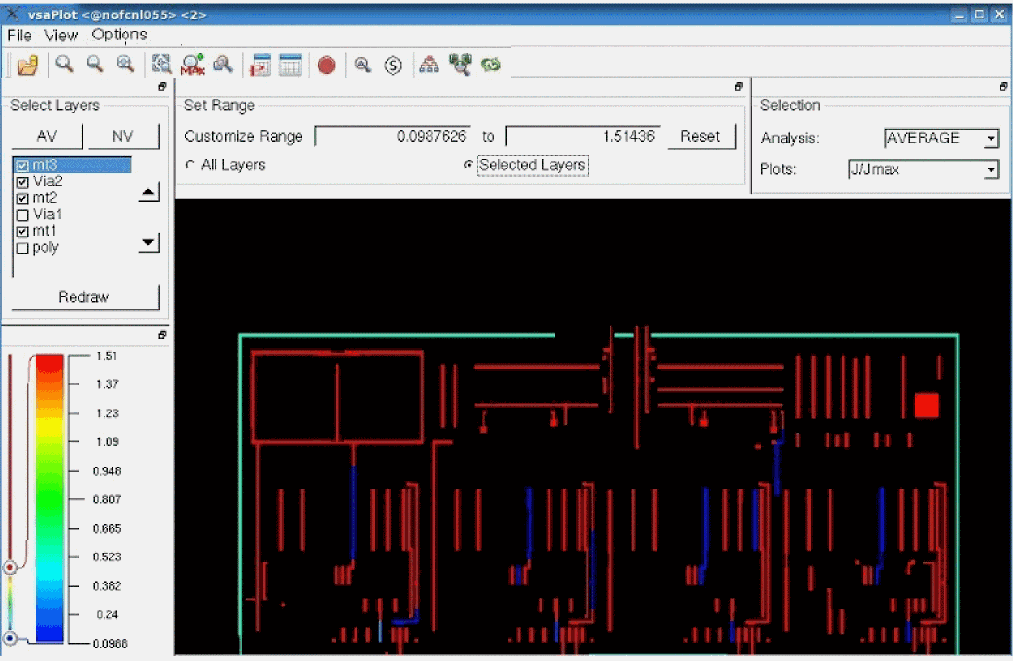 vsaPlot <@nofcnl055> <2>
File View Options
MAX
S
Select Layers
AV NV
mt3
Via2
mt2
Via1
mt1
poly
Redraw
Set Range
Customize Range 0.0987626 to 1.51436 Reset
All Layers Selected Layers
Selection
Analysis: AVERAGE
Plots: J/Jmax
1.51
1.37
1.23
1.09
0.948
0.807
0.665
0.523
0.382
0.24
0.0988